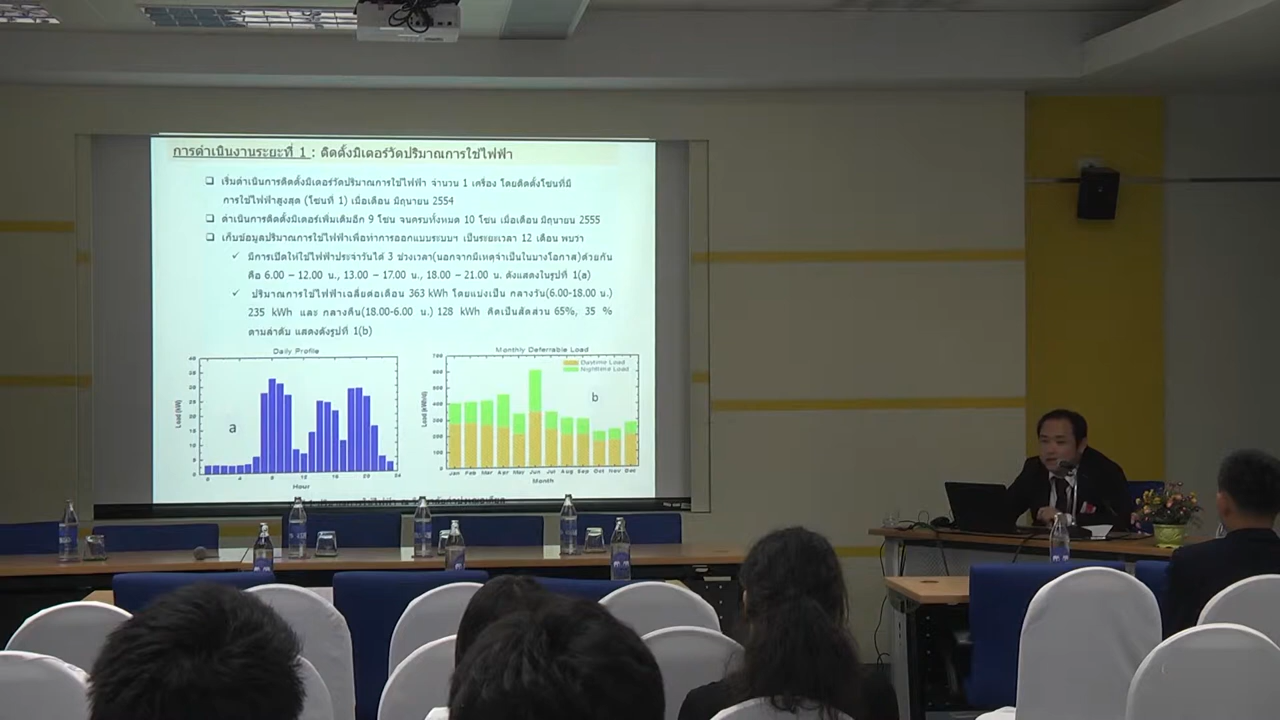 การดำเนินงานระยะที่ 1 : ติดตั้งมิเตอร์วัดปริมาณการใช้ไฟฟ้า
❑ เริ่มดำเนินการติดตั้งมิเตอร์วัดปริมาณการใช้ไฟฟ้า จำนวน 1 เครื่อง โดยติดตั้งโซนที่มี
การใช้ไฟฟ้าสูงสุด (โซนที่ 1) เมื่อเดือน มิถุนายน 2554
❑ ดำเนินการติดตั้งมิเตอร์เพิ่มเติมอีก 9 โซน จนครบทั้งหมด 10 โซน เมื่อเดือน มิถุนายน 2555
❑ เก็บข้อมูลปริมาณการใช้ไฟฟ้าเพื่อทำการออกแบบระบบฯ เป็นระยะเวลา 12 เดือน พบว่า
✓ มีการเปิดให้ใช้ไฟฟ้าประจำวันได้ 3 ช่วงเวลา(นอกจากมีเหตุจำเป็นในบางโอกาส)ด้วยกัน
คือ 6.00 – 12.00 น., 13.00 – 17.00 น., 18.00 – 21.00 น. ดังแสดงในรูปที่ 1(a)
✓ ปริมาณการใช้ไฟฟ้าเฉลี่ยต่อเดือน 363 kWh โดยแบ่งเป็น กลางวัน(6.00-18.00 น.)
235 kWh และ กลางคืน(18.00-6.00 น.) 128 kWh คิดเป็นสัดส่วน 65%, 35 %
ตามลำดับ แสดงดังรูปที่ 1(b)
Daily Profile
Load (kW)
a
Hour
Monthly Deferrable Load
Daytime Load
Nighttime Load
b
Jan Feb Mar Apr May Jun Jul Aug Sep Oct Nov Dec
Month